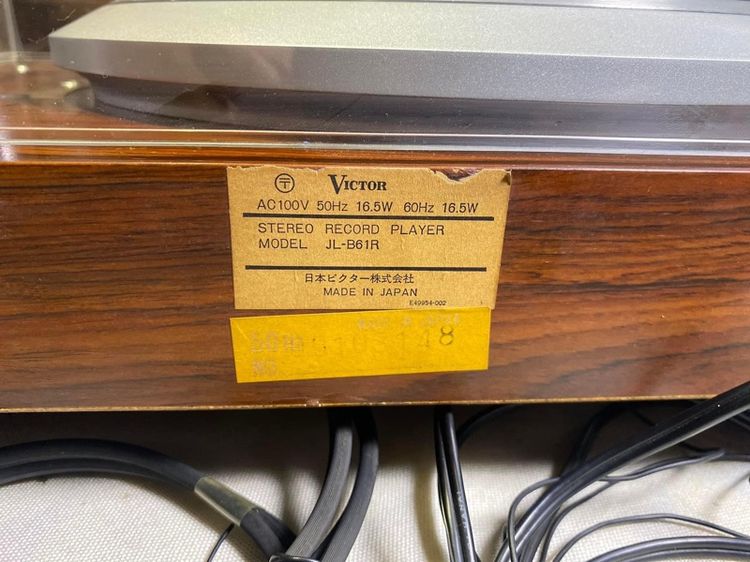 〒 VICTOR
AC100V 50Hz 16.5W 60Hz 16.5W
STEREO RECORD PLAYER
MODEL JL-B61R
日本ビクター株式会社
MADE IN JAPAN
E49954-002